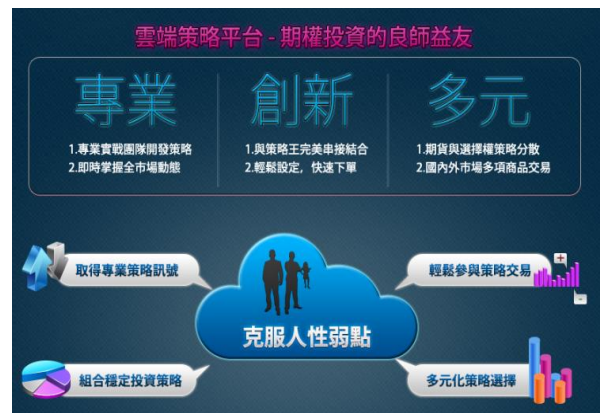 雲端策略平台 - 期權投資的良師益友
專業
1.專業實戰團隊開發策略
2.即時掌握全市場動態
創新
1.與策略王完美串接結合
2.輕鬆設定，快速下單
多元
1.期貨與選擇權策略分散
2.國內外市場多項商品交易
取得專業策略訊號
輕鬆參與策略交易
克服人性弱點
組合穩定投資策略
多元化策略選擇